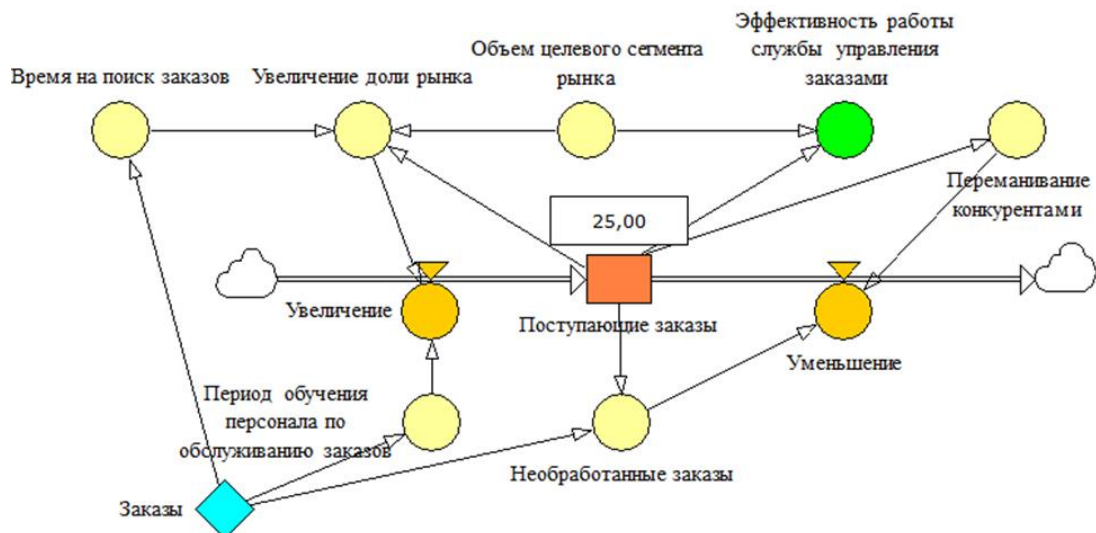 Эффективность работы
службы управления
заказами
Объем целевого сегмента
рынка
Время на поиск заказов
Увеличение доли рынка
Переманивание
конкурентами
25,00
Увеличение
Поступающие заказы
Уменьшение
Период обучения
персонала по
обслуживанию заказов
Необработанные заказы
Заказы